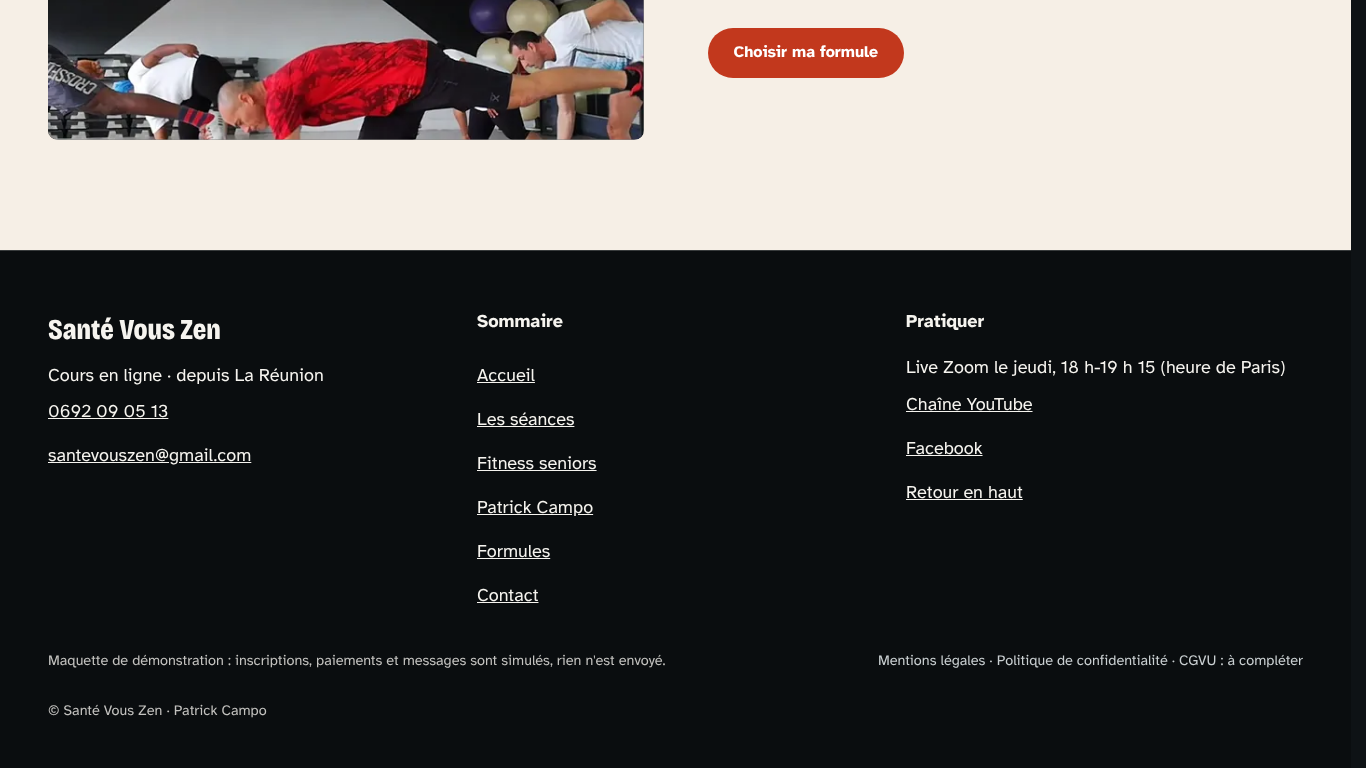 CROSSFIT
Choisir ma formule
Santé Vous Zen
Cours en ligne · depuis La Réunion
0692 09 05 13
santevouszen@gmail.com
Sommaire
Accueil
Les séances
Fitness seniors
Patrick Campo
Formules
Contact
Pratiquer
Live Zoom le jeudi, 18 h-19 h 15 (heure de Paris)
Chaîne YouTube
Facebook
Retour en haut
Maquette de démonstration : inscriptions, paiements et messages sont simulés, rien n'est envoyé.
Mentions légales · Politique de confidentialité · CGVU : à compléter
© Santé Vous Zen · Patrick Campo